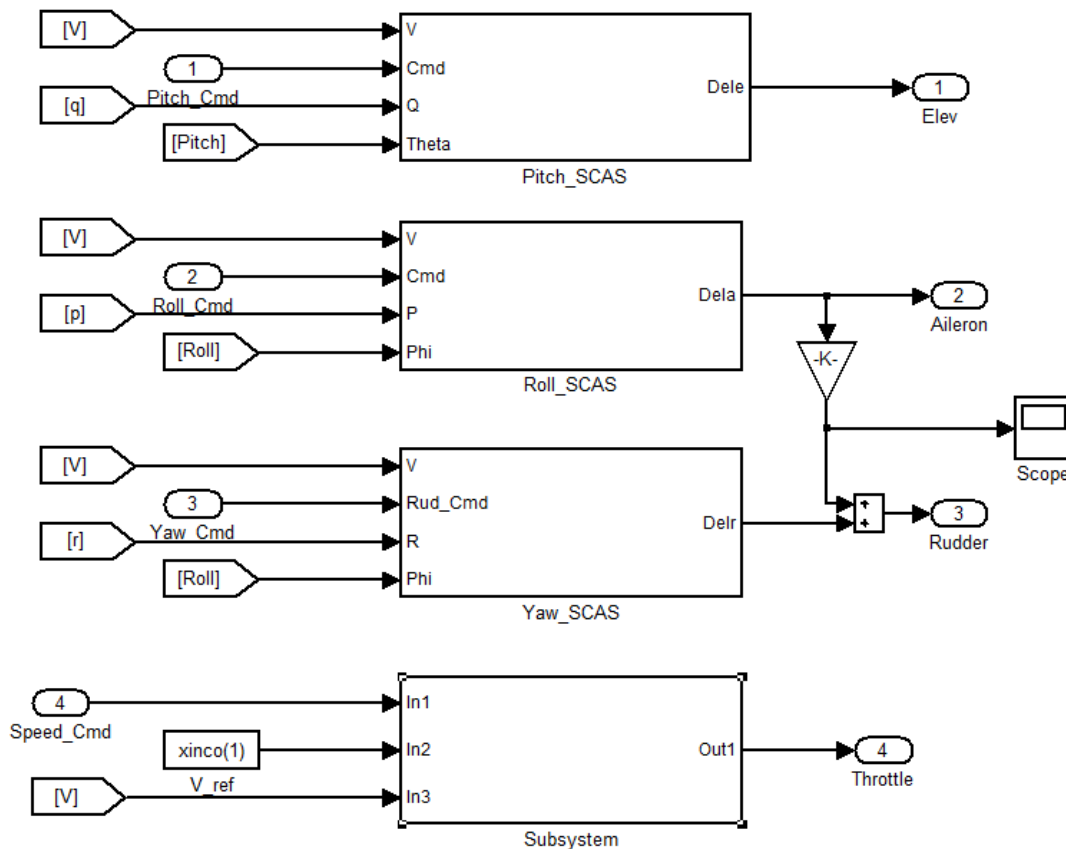 [V]
V
1
Cmd
Pitch_Cmd
[q]
Q
[Pitch]
Theta
Dele
1
Elev
Pitch_SCAS
[V]
V
2
Cmd
Roll_Cmd
[p]
P
[Roll]
Phi
Dela
2
Aileron
-K-
Roll_SCAS
Scope
[V]
V
3
Rud_Cmd
Yaw_Cmd
[r]
R
[Roll]
Phi
Delr
+
+
3
Rudder
Yaw_SCAS
4
Speed_Cmd
In1
xinco(1)
V_ref
In2
[V]
In3
Out1
4
Throttle
Subsystem